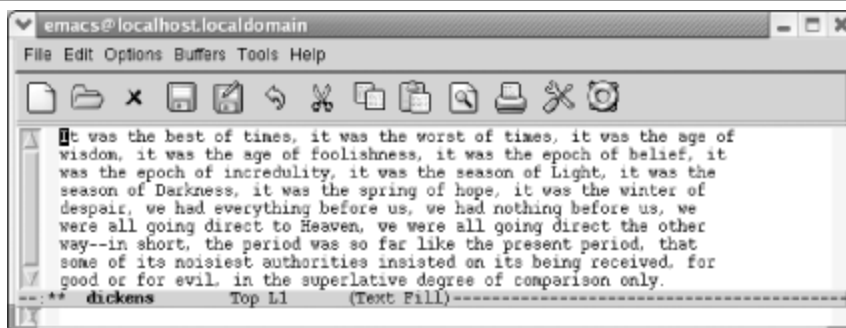 emacs@localhost.localdomain
File Edit Options Buffers Tools Help
It was the best of times, it was the worst of times, it was the age of
wisdom, it was the age of foolishness, it was the epoch of belief, it
was the epoch of incredulity, it was the season of Light, it was the
season of Darkness, it was the spring of hope, it was the winter of
despair, we had everything before us, we had nothing before us, we
were all going direct to Heaven, we were all going direct the other
way--in short, the period was so far like the present period, that
some of its noisiest authorities insisted on its being received, for
good or for evil, in the superlative degree of comparison only.
--:** dickens Top L1 (Text Fill)----------------------------------------